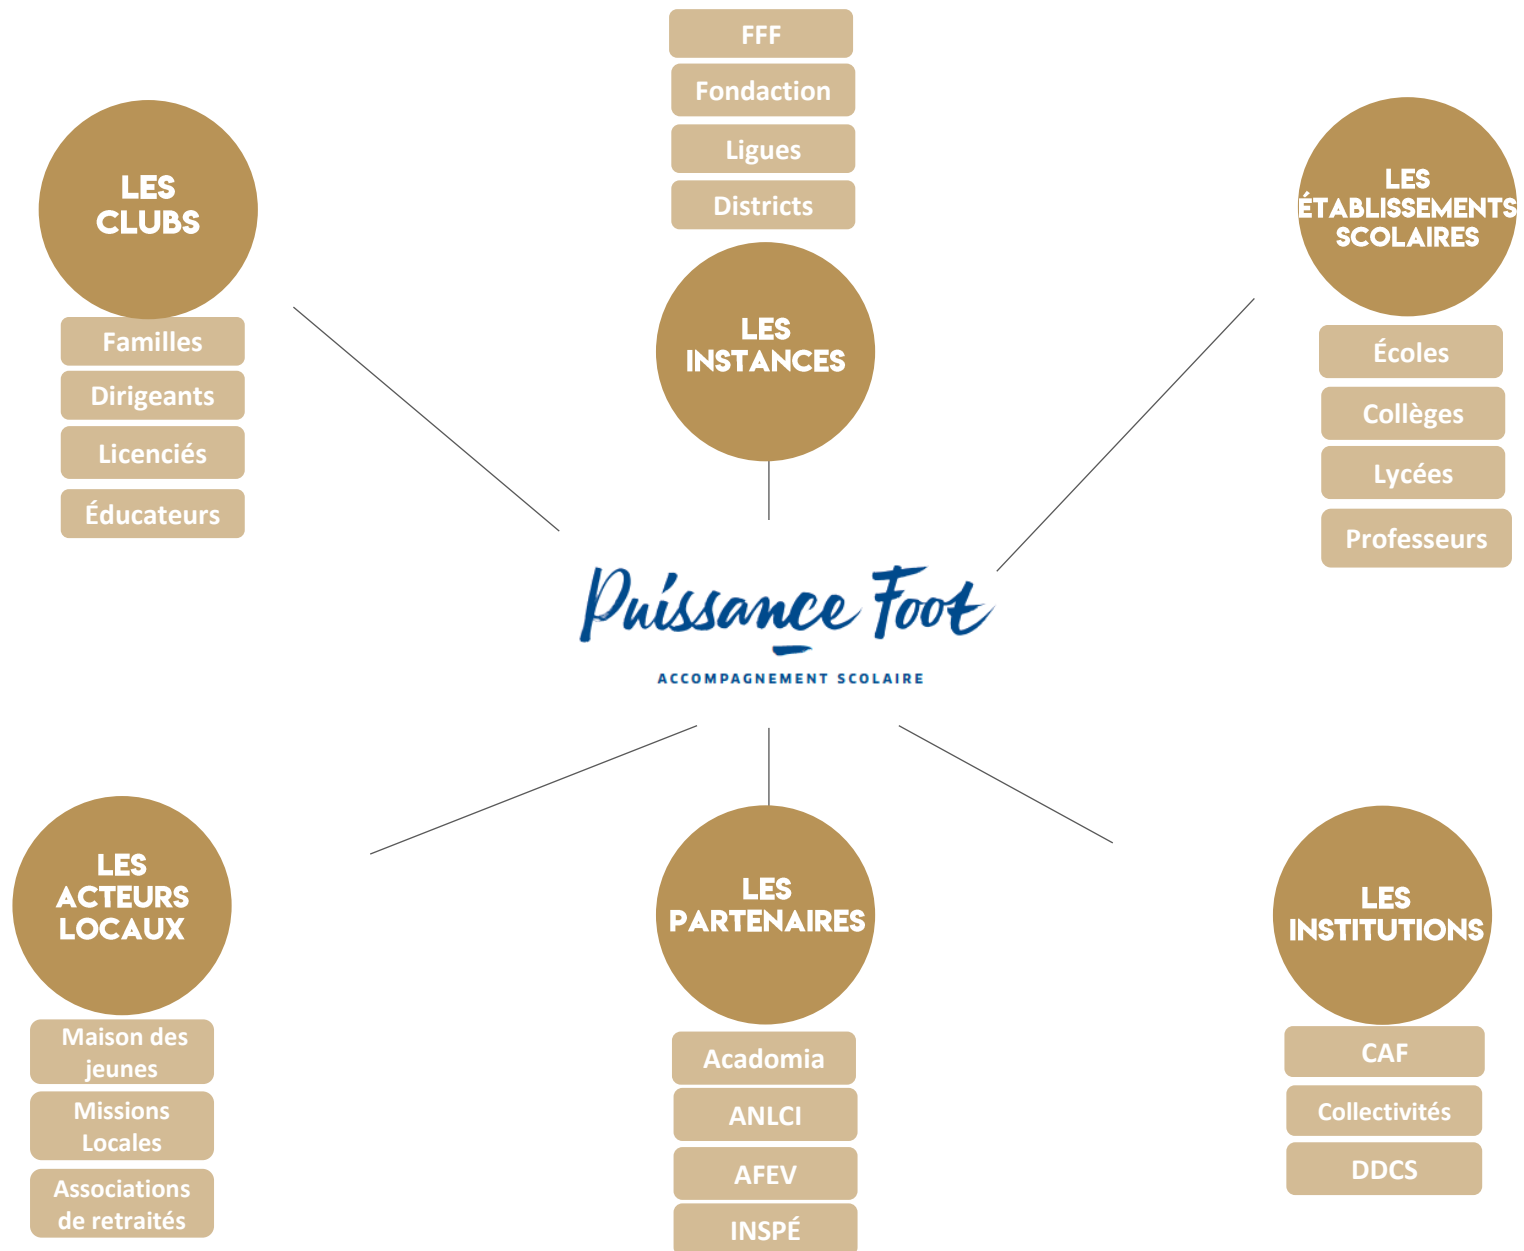 FFF
Fondaction
Ligues
Districts
LES
INSTANCES
LES
CLUBS
Familles
Dirigeants
Licenciés
Éducateurs
LES
ÉTABLISSEMENTS
SCOLAIRES
Écoles
Collèges
Lycées
Professeurs
Puissance Foot
ACCOMPAGNEMENT SCOLAIRE
LES
ACTEURS
LOCAUX
Maison des
jeunes
Missions
Locales
Associations
de retraités
LES
PARTENAIRES
Acadomia
ANLCI
AFEV
INSPÉ
LES
INSTITUTIONS
CAF
Collectivités
DDCS